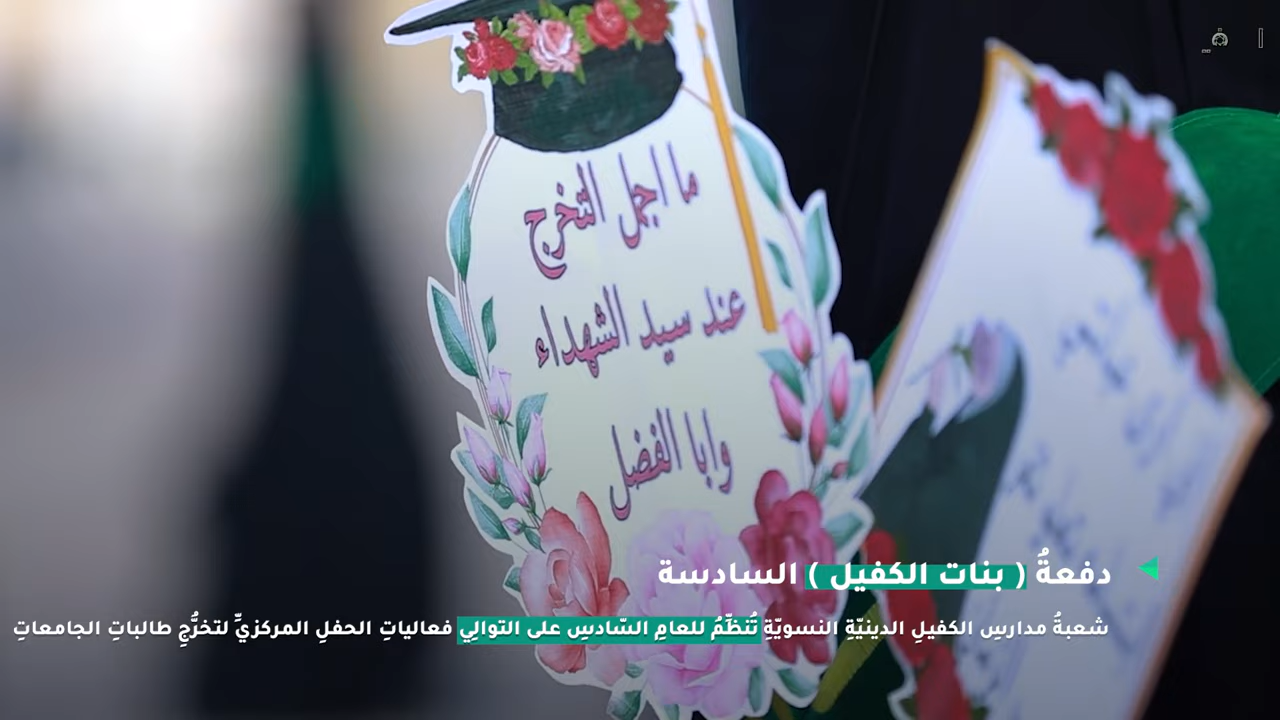 ما اجمل التخرج
عند سيد الشهداء
وابا الفضل
دفعةُ ( بنات الكفيل ) السادسة
شعبةُ مدارسِ الكفيلِ الدينيّةِ النسويّةِ تُنظِّمُ للعامِ السّادسِ على التوالِي فعالياتِ الحفلِ المركزيِّ لتخرُّجِ طالباتِ الجامعاتِ